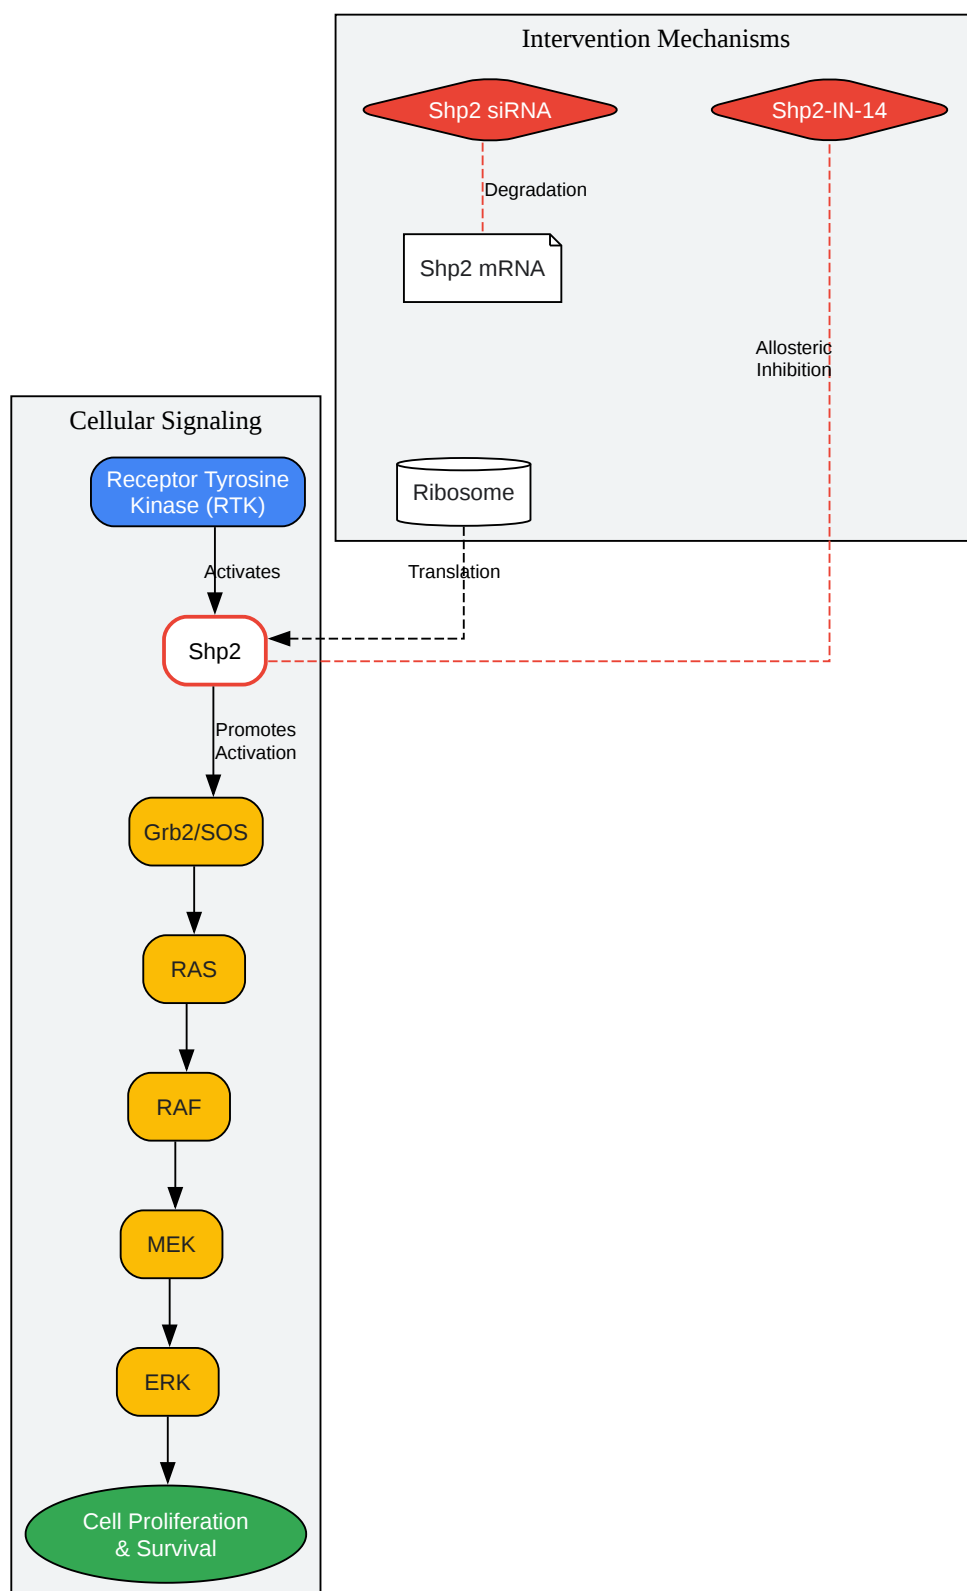 Intervention Mechanisms
Shp2 siRNA
Shp2-IN-14
Degradation
Shp2 mRNA
Allosteric
Inhibition
Ribosome
Translation
Cellular Signaling
Receptor Tyrosine
Kinase (RTK)
Activates
Shp2
Promotes
Activation
Grb2/SOS
RAS
RAF
MEK
ERK
Cell Proliferation
& Survival